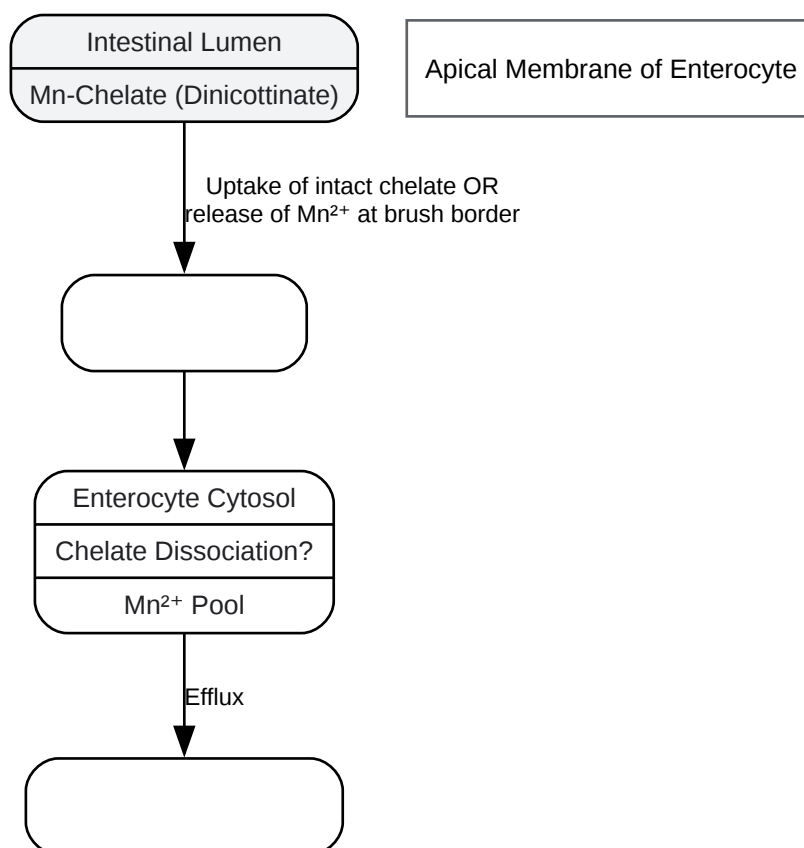 Intestinal Lumen
Mn-Chelate (Dinicottinate)
Apical Membrane of Enterocyte
Uptake of intact chelate OR
release of Mn²⁺ at brush border
Enterocyte Cytosol
Chelate Dissociation?
Mn²⁺ Pool
Efflux